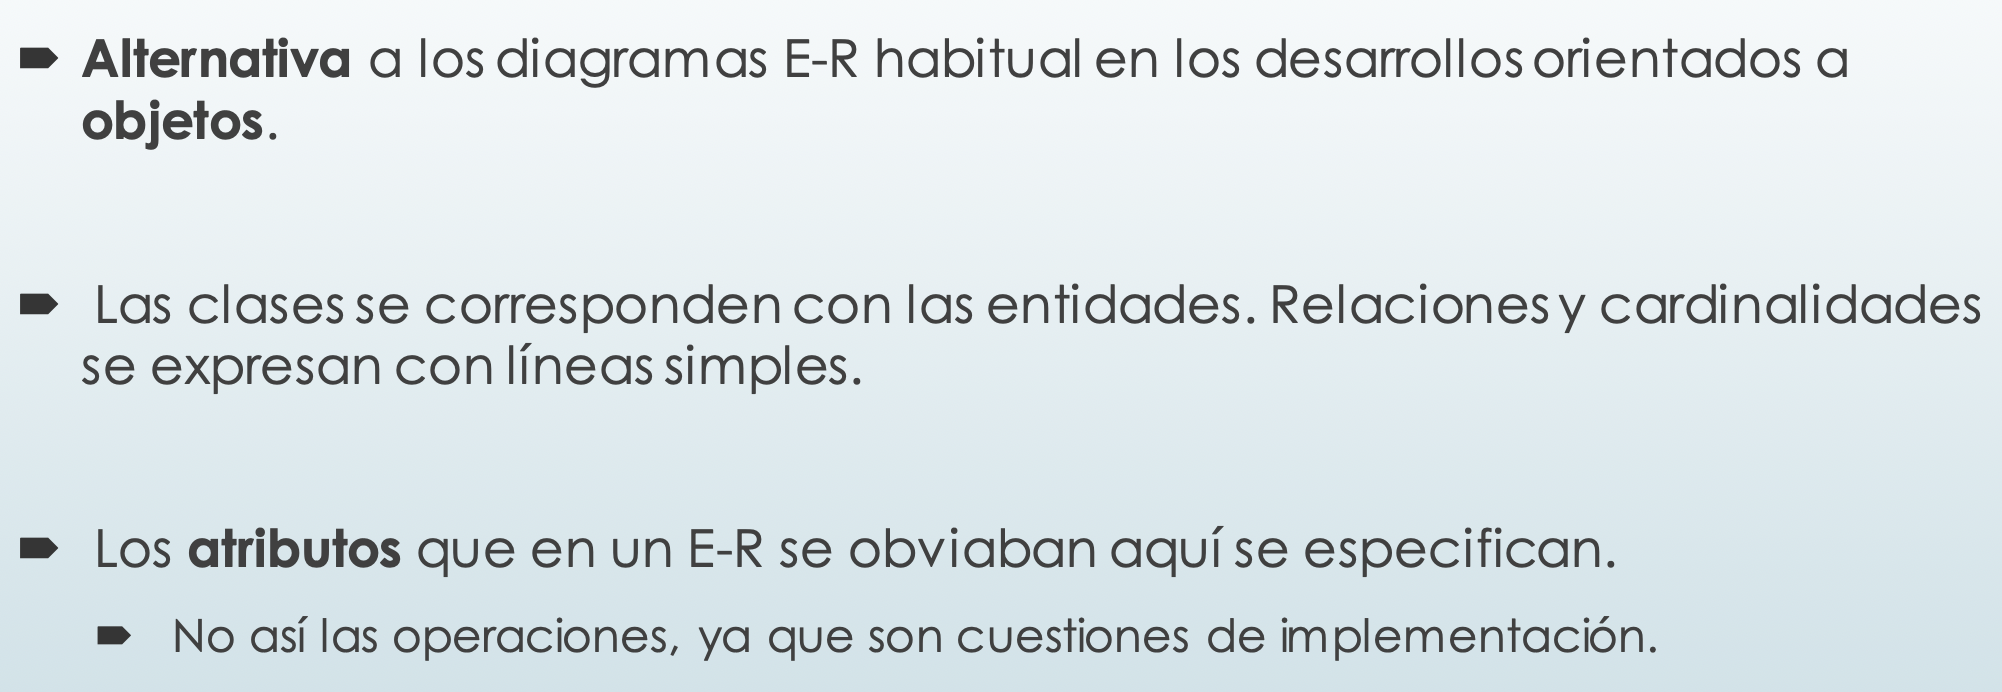 Alternativa a los diagramas E-R habitual en los desarrollos orientados a
objetos.
Las clases se corresponden con las entidades. Relaciones y cardinalidades
se expresan con líneas simples.
Los atributos que en un E-R se obviaban aquí se especifican.
No así las operaciones, ya que son cuestiones de implementación.